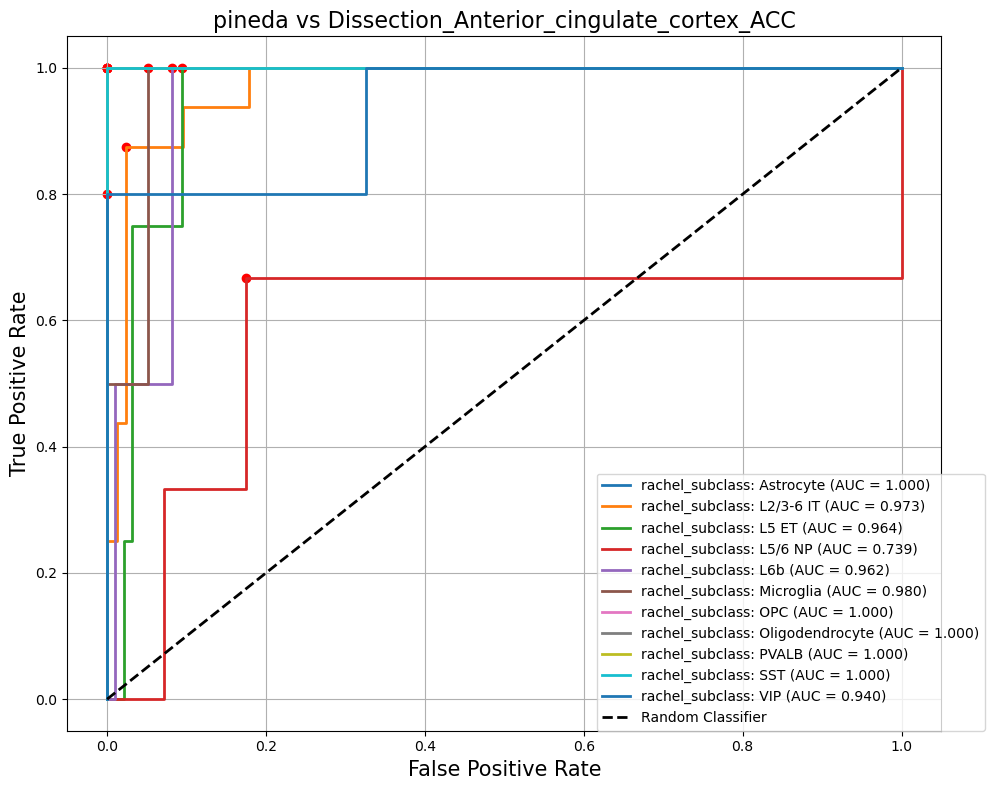 pineda vs Dissection_Anterior_cingulate_cortex_ACC
True Positive Rate
1.0
0.8
0.6
0.4
0.2
0.0
rachel_subclass: Astrocyte (AUC = 1.000)
rachel_subclass: L2/3-6 IT (AUC = 0.973)
rachel_subclass: L5 ET (AUC = 0.964)
rachel_subclass: L5/6 NP (AUC = 0.739)
rachel_subclass: L6b (AUC = 0.962)
rachel_subclass: Microglia (AUC = 0.980)
rachel_subclass: OPC (AUC = 1.000)
rachel_subclass: Oligodendrocyte (AUC = 1.000)
rachel_subclass: PVALB (AUC = 1.000)
rachel_subclass: SST (AUC = 1.000)
rachel_subclass: VIP (AUC = 0.940)
Random Classifier
0.0 0.2 0.4 0.6 0.8 1.0
False Positive Rate